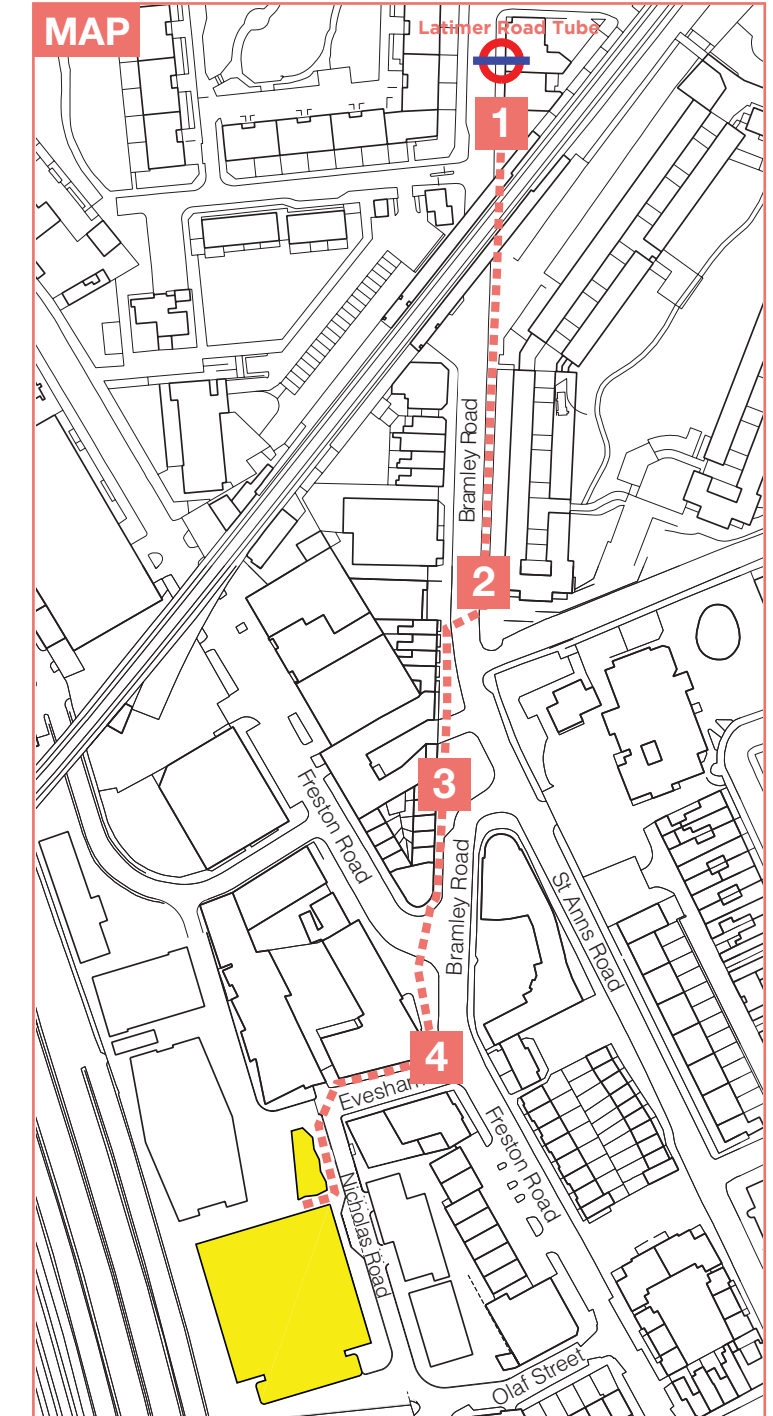 MAP
Latimer Road Tube
1
Bramley Road
2
3
Freston Road
Bramley Road
St Anns Road
4
Evesham
Freston Road
Nicholas Road
Olaf Street